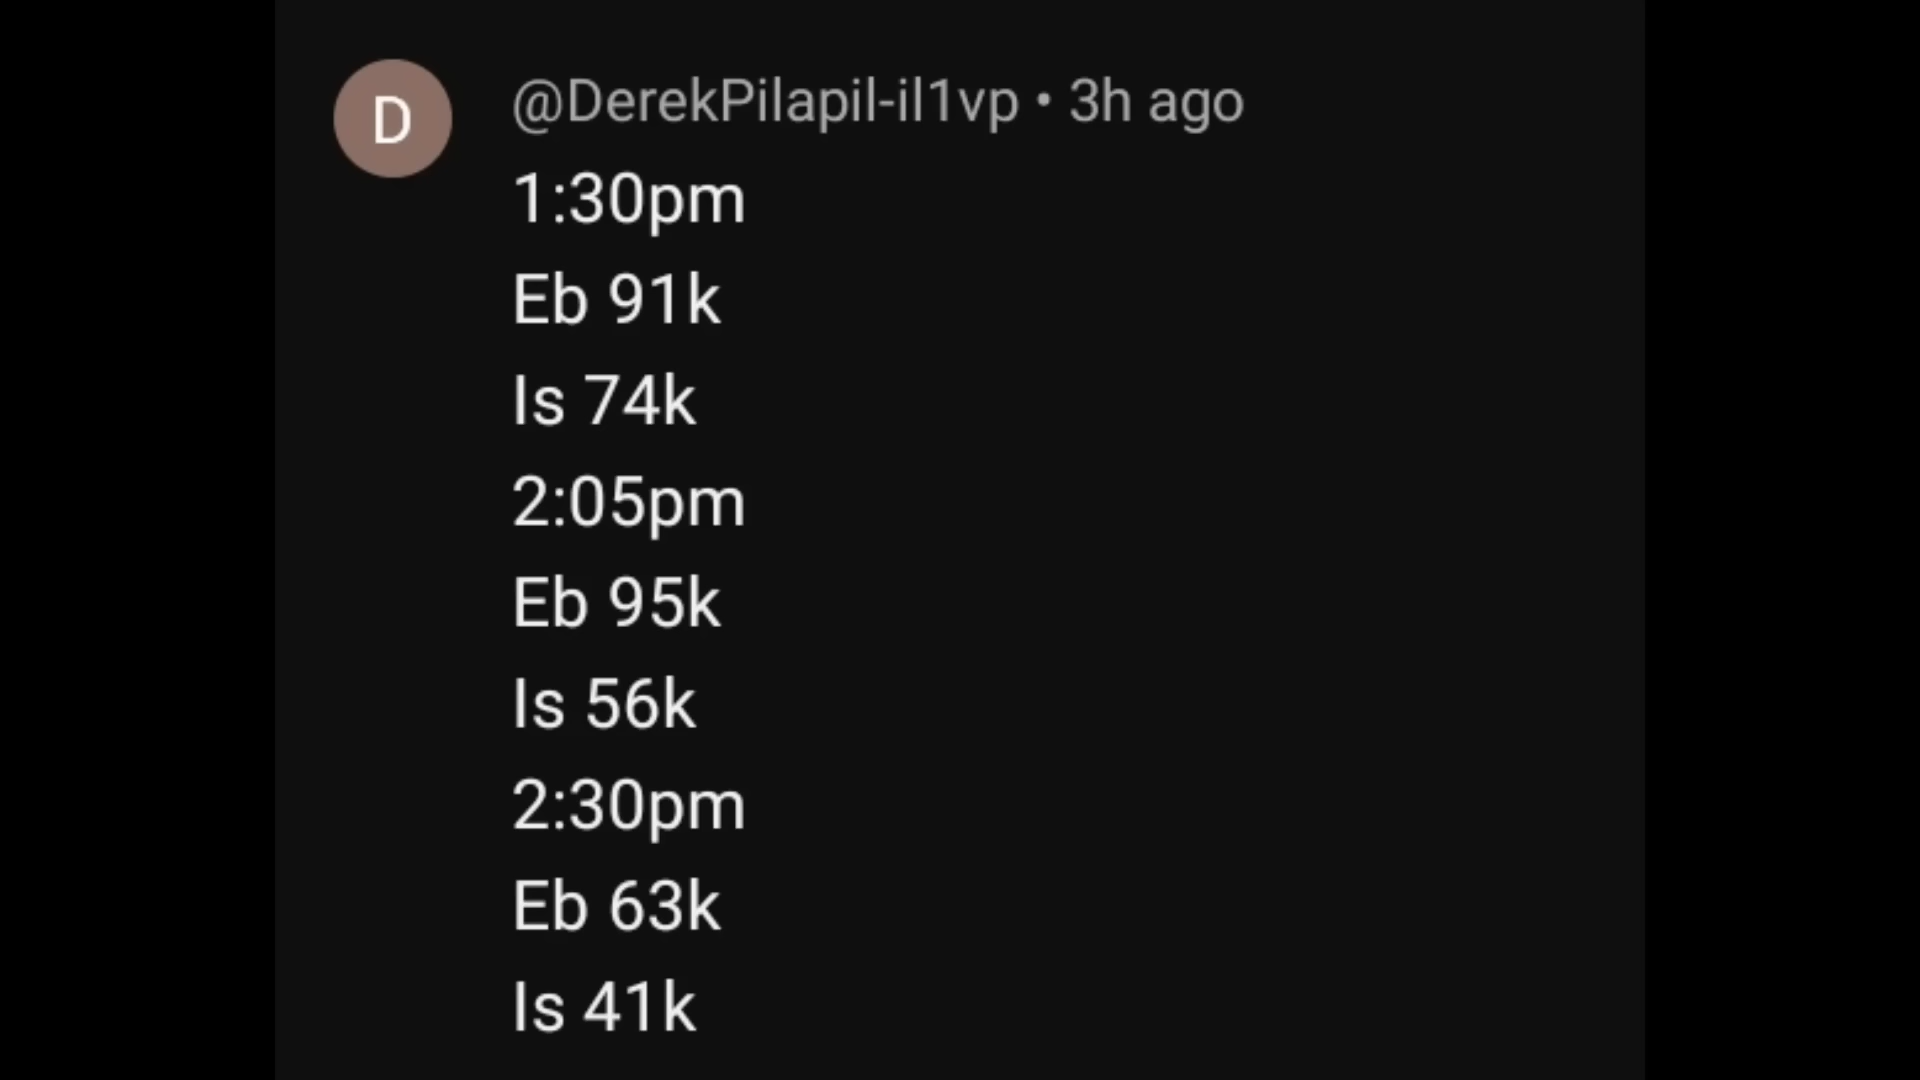 D
@DerekPilapil-il1vp • 3h ago
1:30pm
Eb 91k
Is 74k
2:05pm
Eb 95k
Is 56k
2:30pm
Eb 63k
Is 41k